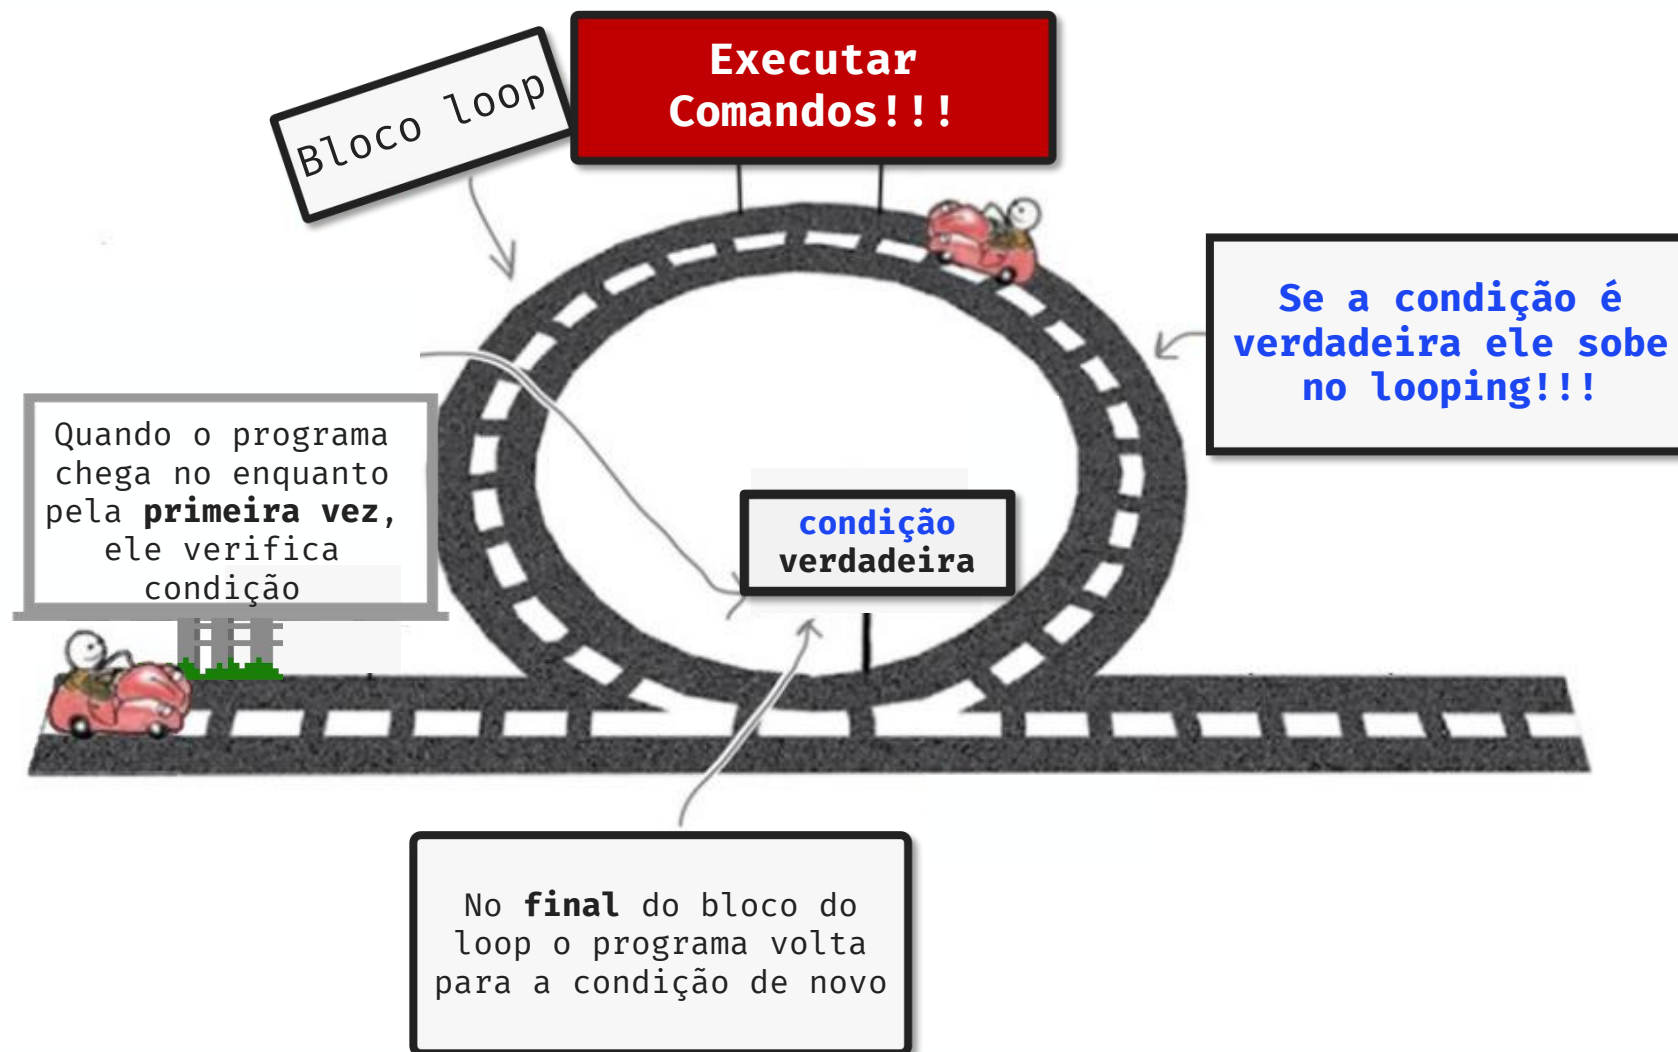 Executar
Comandos!!!
Bloco loop
Se a condição é
verdadeira ele sobe
no looping!!!
Quando o programa
chega no enquanto
pela primeira vez,
ele verifica
condição
condição
verdadeira
No final do bloco do
loop o programa volta
para a condição de novo